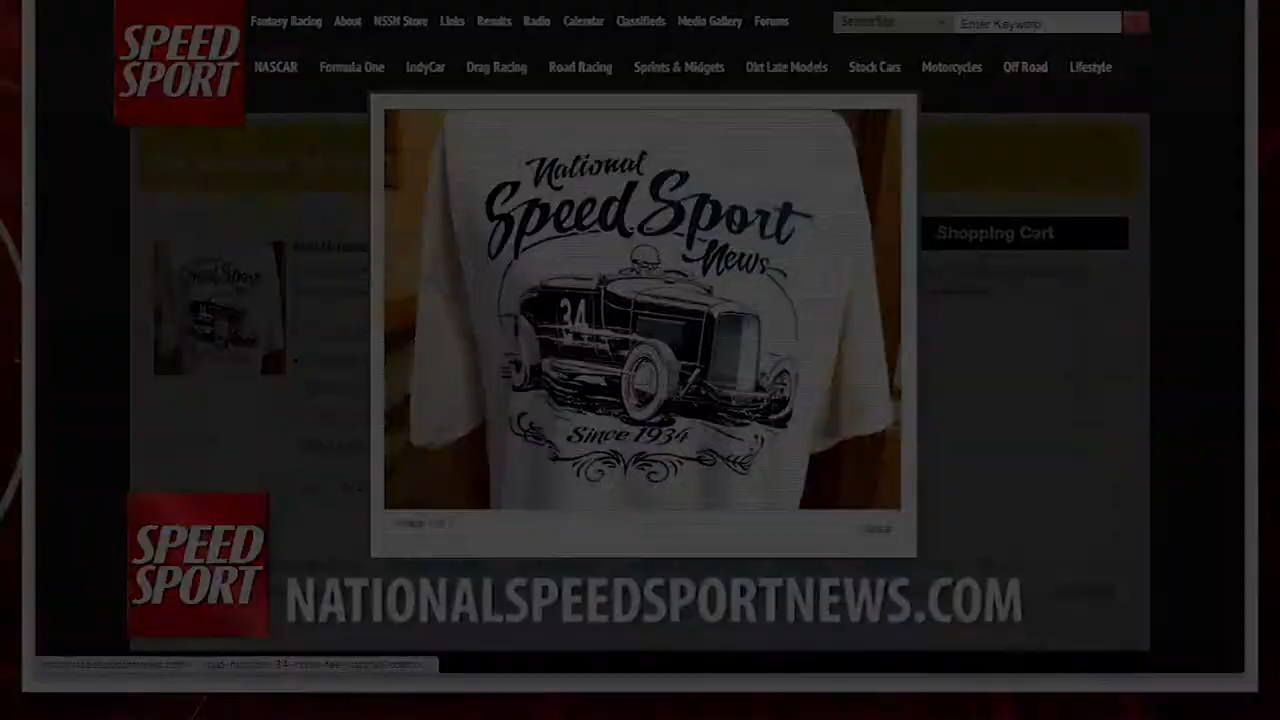 SPEED
SPORT
Fantasy Racing About NSSN Store Links Results Radio Calendar Classifieds Media Gallery Forums
Enter Keyword
NASCAR Formula One IndyCar Drag Racing Road Racing Sprints & Midgets Dirt Late Models Stock Cars Motorcycles Off Road Lifestyle
National
Speed Sport
News
34
Since 1934
Shopping Cart
SPEED
SPORT
NATIONALSPEEDSPORTNEWS.COM